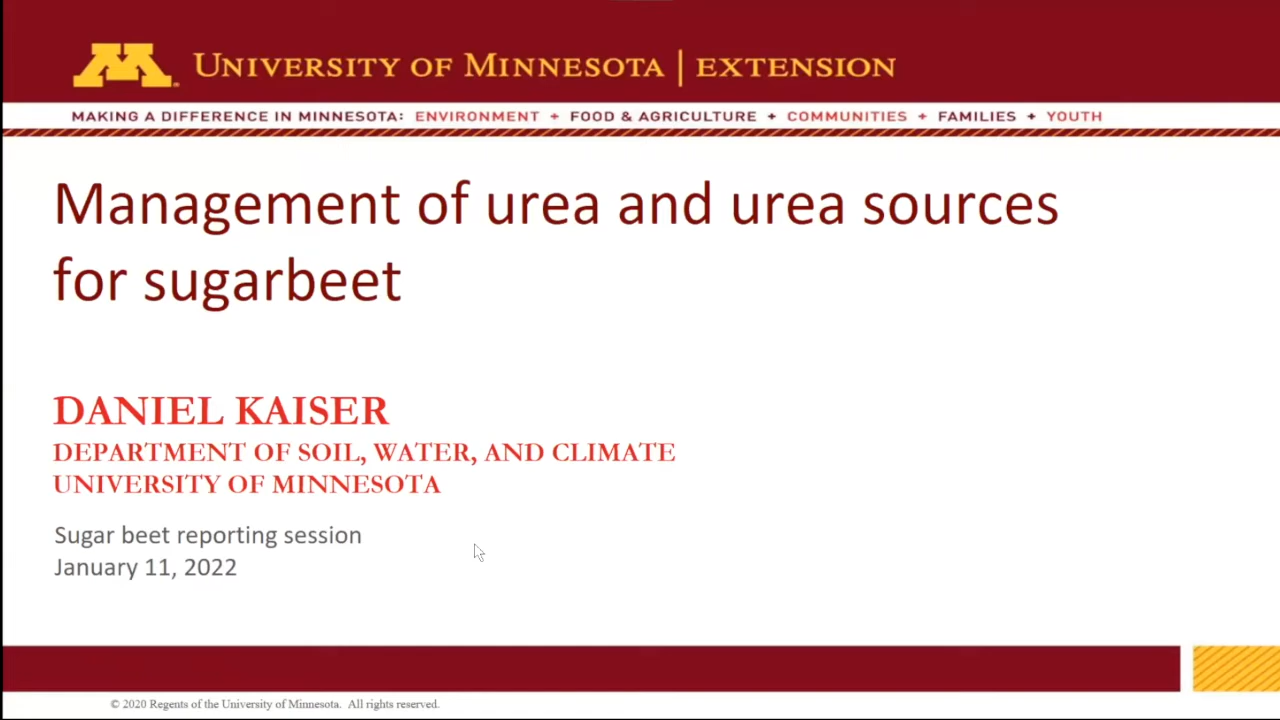 UNIVERSITY OF MINNESOTA | EXTENSION
MAKING A DIFFERENCE IN MINNESOTA: ENVIRONMENT + FOOD & AGRICULTURE + COMMUNITIES + FAMILIES + YOUTH
Management of urea and urea sources
for sugarbeet
DANIEL KAISER
DEPARTMENT OF SOIL, WATER, AND CLIMATE
UNIVERSITY OF MINNESOTA
Sugar beet reporting session
January 11, 2022
© 2020 Regents of the University of Minnesota. All rights reserved.